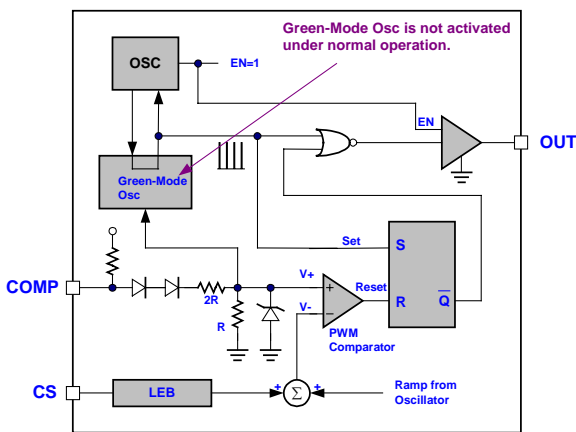 Green-Mode Osc is not activated
under normal operation.
OSC
EN=1
EN
OUT
Green-Mode
Osc
Set
S
COMP
2R
V+
Reset
R
Q
R
V-
PWM
Comparator
CS
LEB
+
Σ
+
Ramp from
Oscillator